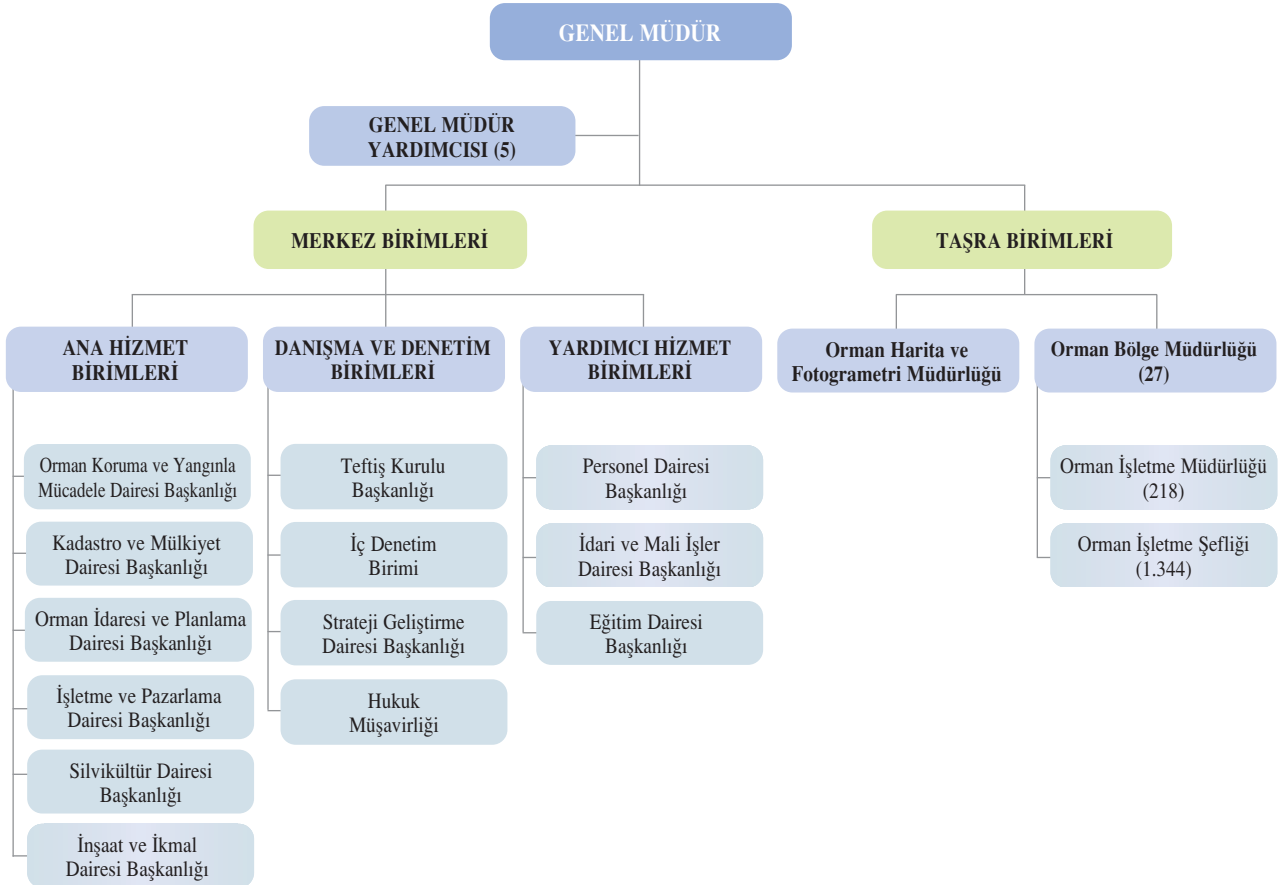 GENEL MÜDÜR
GENEL MÜDÜR
YARDIMCISI (5)
MERKEZ BİRİMLERİ
TAŞRA BİRİMLERİ
ANA HİZMET
BİRİMLERİ
DANIŞMA VE DENETİM
BİRİMLERİ
YARDIMCI HİZMET
BİRİMLERİ
Orman Harita ve
Fotogrametri Müdürlüğü
Orman Bölge Müdürlüğü
(27)
Orman Koruma ve Yangınla
Mücadele Dairesi Başkanlığı
Kadastro ve Mülkiyet
Dairesi Başkanlığı
Orman İdaresi ve Planlama
Dairesi Başkanlığı
İşletme ve Pazarlama
Dairesi Başkanlığı
Silvikültür Dairesi
Başkanlığı
İnşaat ve İkmal
Dairesi Başkanlığı
Teftiş Kurulu
Başkanlığı
İç Denetim
Birimi
Strateji Geliştirme
Dairesi Başkanlığı
Hukuk
Müşavirliği
Personel Dairesi
Başkanlığı
İdari ve Mali İşler
Dairesi Başkanlığı
Eğitim Dairesi
Başkanlığı
Orman İşletme Müdürlüğü
(218)
Orman İşletme Şefliği
(1.344)